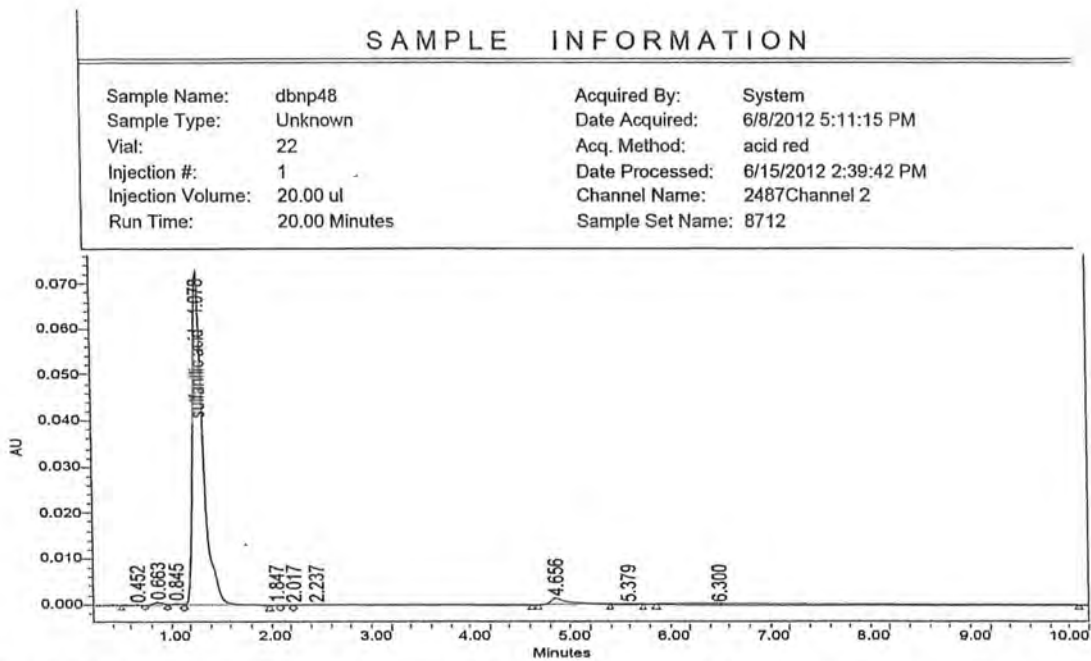 SAMPLE INFORMATION
Sample Name: dbnp48 Acquired By: System
Sample Type: Unknown Date Acquired: 6/8/2012 5:11:15 PM
Vial: 22 Acq. Method: acid red
Injection #: 1 Date Processed: 6/15/2012 2:39:42 PM
Injection Volume: 20.00 ul Channel Name: 2487Channel 2
Run Time: 20.00 Minutes Sample Set Name: 8712
0.070
0.060
0.050
0.040
0.030
0.020
0.010
0.000
AU
0.452
0.663
0.845
sulfanilic acid 1.078
1.847
2.017
2.237
4.656
5.379
6.300
1.00 2.00 3.00 4.00 5.00 6.00 7.00 8.00 9.00 10.00
Minutes